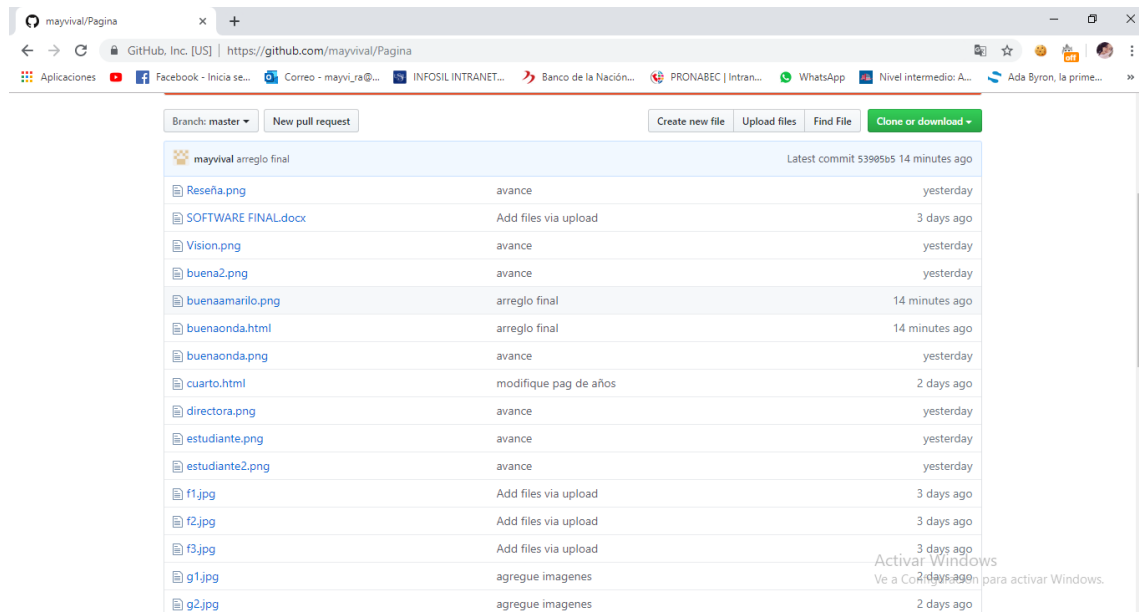 mayvival/Pagina
GitHub, Inc. [US] | https://github.com/mayvival/Pagina
off
Aplicaciones Facebook - Inicia se... Correo - mayvi_ra@... INFOSIL INTRANET... Banco de la Nación... PRONABEC | Intran... WhatsApp Nivel intermedio: A... Ada Byron, la prime... »
Branch: master New pull request Create new file Upload files Find File Clone or download
mayvival arreglo final Latest commit 53905b5 14 minutes ago
Reseña.png avance yesterday
SOFTWARE FINAL.docx Add files via upload 3 days ago
Vision.png avance yesterday
buena2.png avance yesterday
buenaamarilo.png arreglo final 14 minutes ago
buenaonda.html arreglo final 14 minutes ago
buenaonda.png avance yesterday
cuarto.html modifique pag de años 2 days ago
directora.png avance yesterday
estudiante.png avance yesterday
estudiante2.png avance yesterday
f1.jpg Add files via upload 3 days ago
f2.jpg Add files via upload 3 days ago
f3.jpg Add files via upload 3 days ago
Activar Windows
g1.jpg agregue imagenes 2 days ago
Ve a Configuración para activar Windows.
g2.jpg agregue imagenes 2 days ago